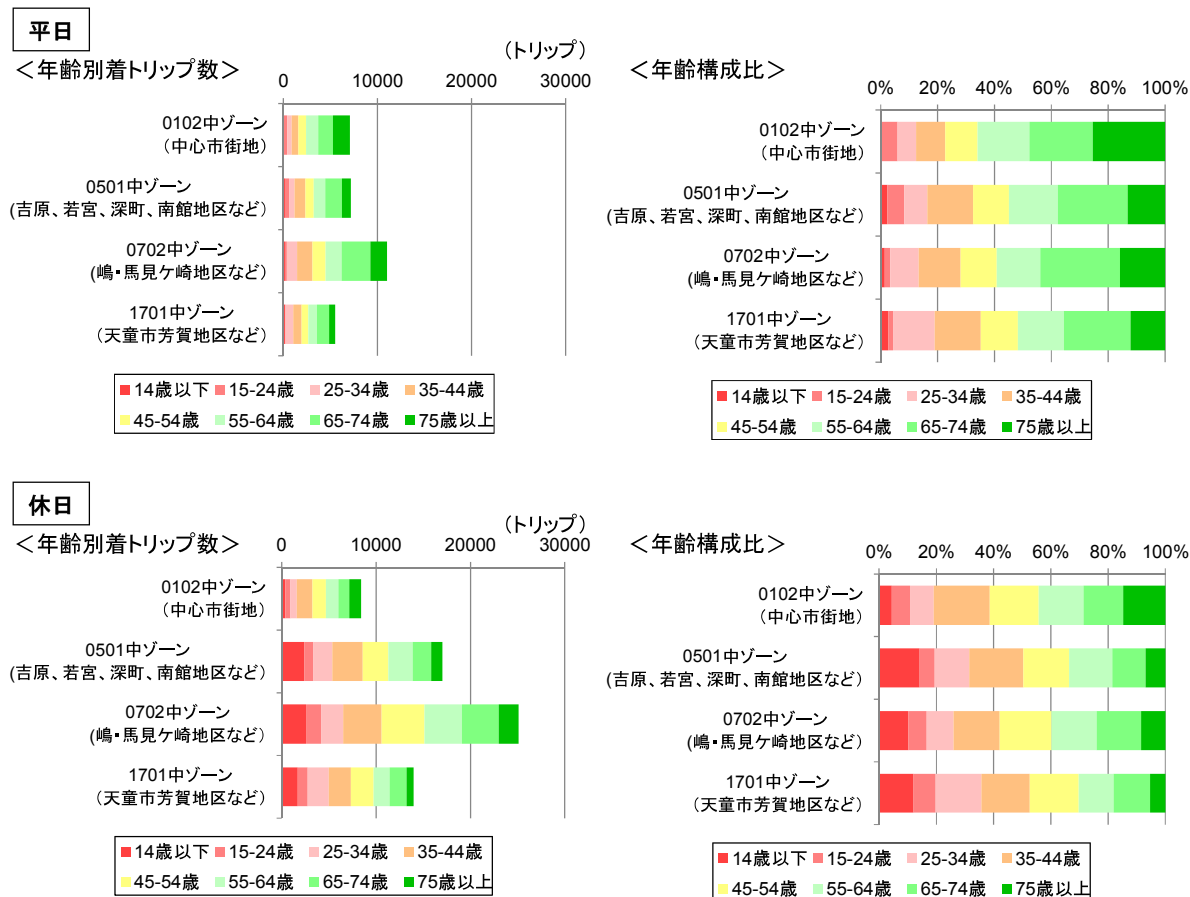 平日
＜年齢別着トリップ数＞
（トリップ）
0 10000 20000 30000
0102中ゾーン
（中心市街地）
0501中ゾーン
(吉原、若宮、深町、南館地区など）
0702中ゾーン
(嶋・馬見ケ崎地区など）
1701中ゾーン
（天童市芳賀地区など）
14歳以下 15-24歳 25-34歳 35-44歳
45-54歳 55-64歳 65-74歳 75歳以上
＜年齢構成比＞
0% 20% 40% 60% 80% 100%
0102中ゾーン
（中心市街地）
0501中ゾーン
(吉原、若宮、深町、南館地区など）
0702中ゾーン
(嶋・馬見ケ崎地区など）
1701中ゾーン
（天童市芳賀地区など）
14歳以下 15-24歳 25-34歳 35-44歳
45-54歳 55-64歳 65-74歳 75歳以上
休日
＜年齢別着トリップ数＞
（トリップ）
0 10000 20000 30000
0102中ゾーン
（中心市街地）
0501中ゾーン
(吉原、若宮、深町、南館地区など）
0702中ゾーン
(嶋・馬見ケ崎地区など）
1701中ゾーン
（天童市芳賀地区など）
14歳以下 15-24歳 25-34歳 35-44歳
45-54歳 55-64歳 65-74歳 75歳以上
＜年齢構成比＞
0% 20% 40% 60% 80% 100%
0102中ゾーン
（中心市街地）
0501中ゾーン
(吉原、若宮、深町、南館地区など）
0702中ゾーン
(嶋・馬見ケ崎地区など）
1701中ゾーン
（天童市芳賀地区など）
14歳以下 15-24歳 25-34歳 35-44歳
45-54歳 55-64歳 65-74歳 75歳以上